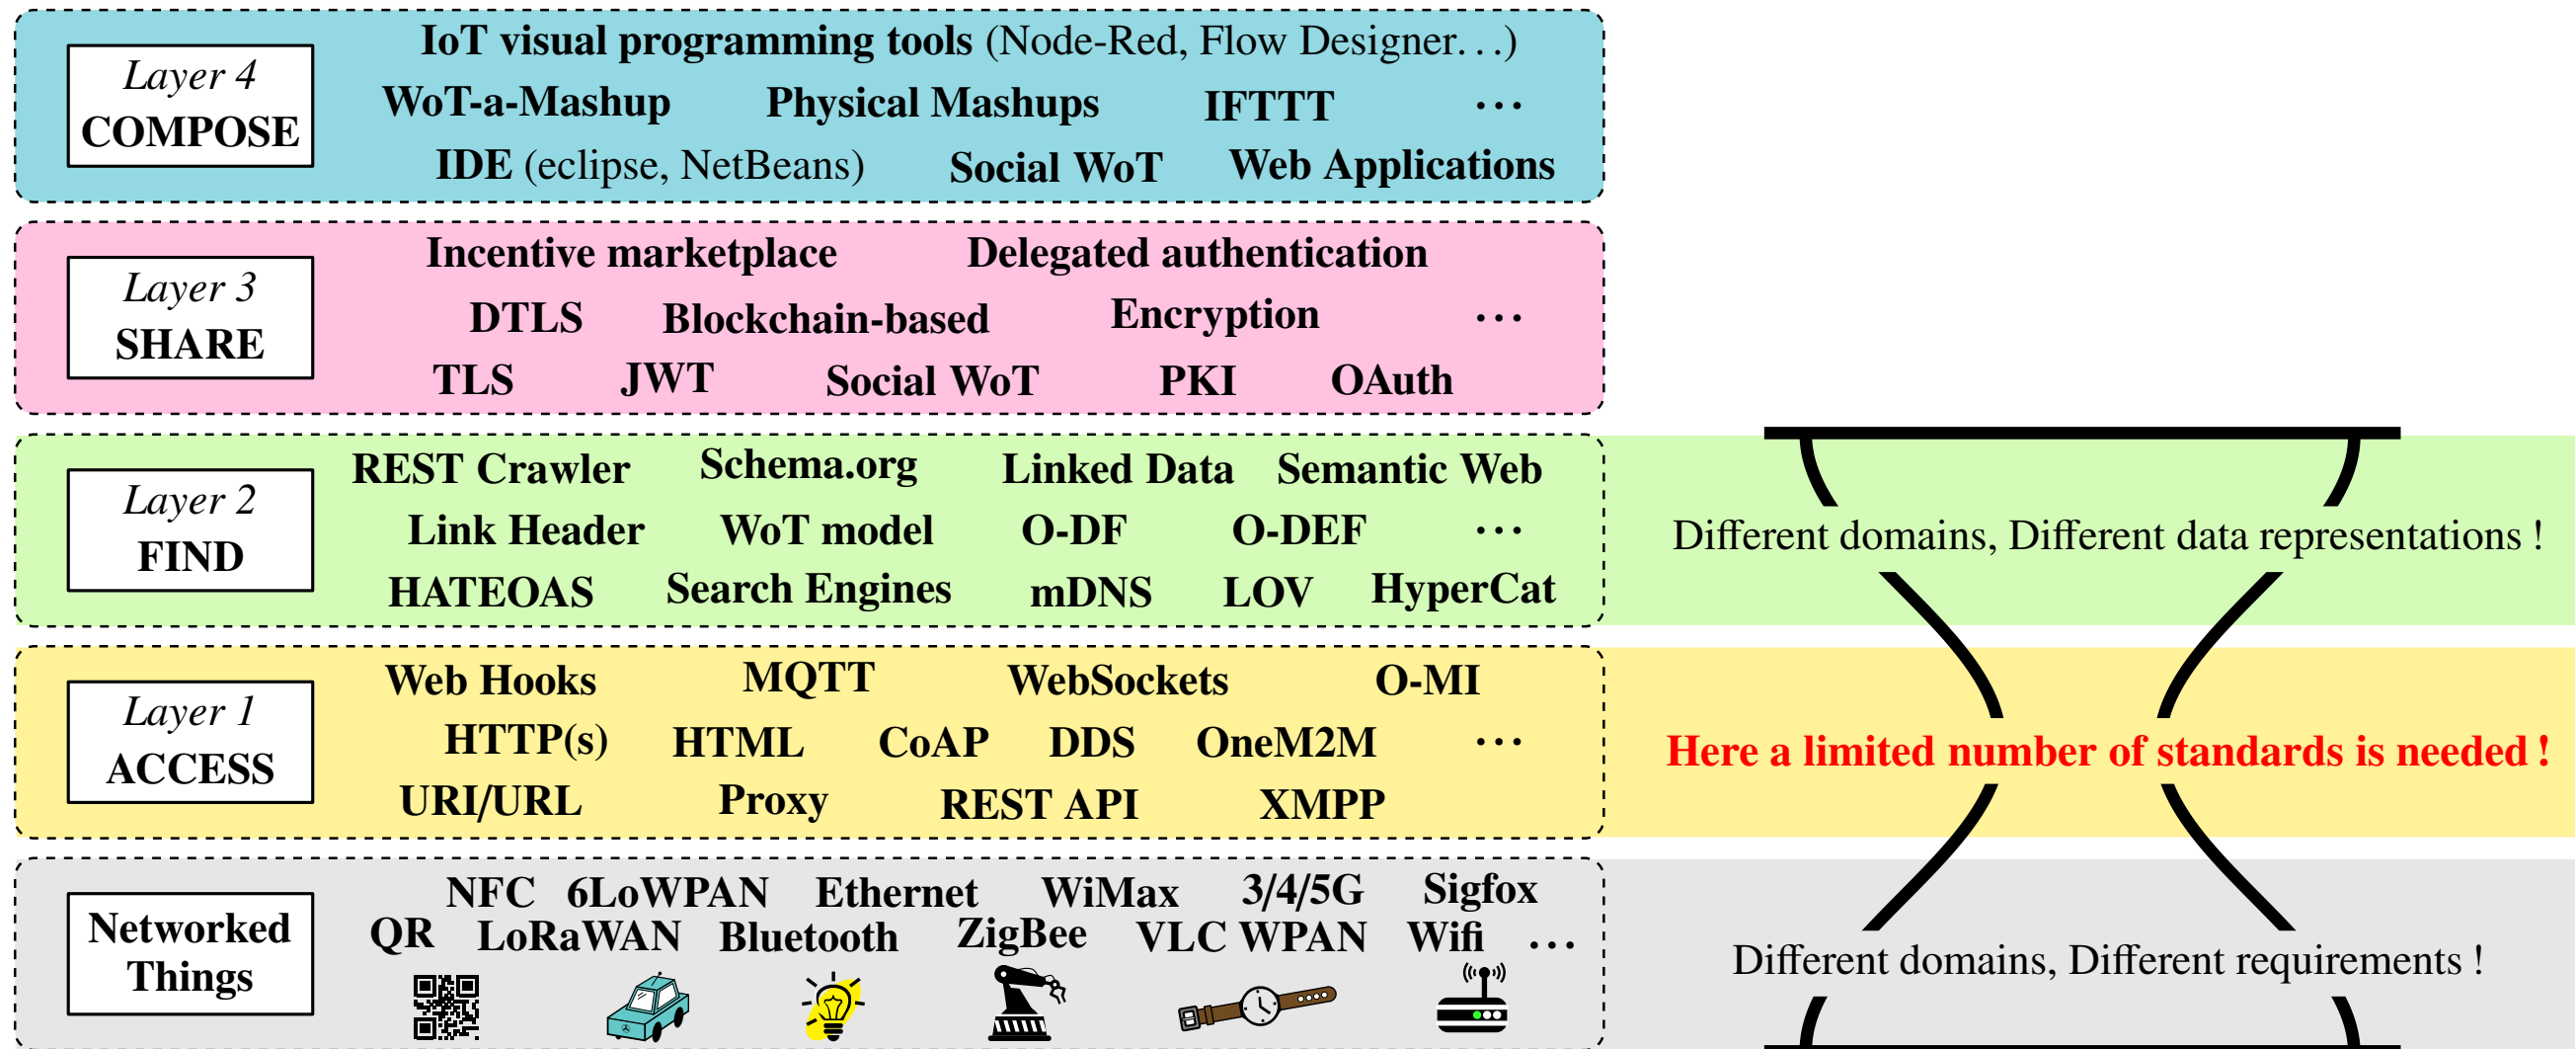 Layer 4
COMPOSE
IoT visual programming tools (Node-Red, Flow Designer…)
WoT-a-Mashup Physical Mashups IFTTT …
IDE (eclipse, NetBeans) Social WoT Web Applications
Layer 3
SHARE
Incentive marketplace Delegated authentication
DTLS Blockchain-based Encryption …
TLS JWT Social WoT PKI OAuth
Layer 2
FIND
REST Crawler Schema.org Linked Data Semantic Web
Link Header WoT model O-DF O-DEF …
HATEOAS Search Engines mDNS LOV HyperCat
Different domains, Different data representations !
Layer 1
ACCESS
Web Hooks MQTT WebSockets O-MI
HTTP(s) HTML CoAP DDS OneM2M …
URI/URL Proxy REST API XMPP
Here a limited number of standards is needed !
Networked
Things
NFC 6LoWPAN Ethernet WiMax 3/4/5G Sigfox
QR LoRaWAN Bluetooth ZigBee VLC WPAN Wifi …
Different domains, Different requirements !